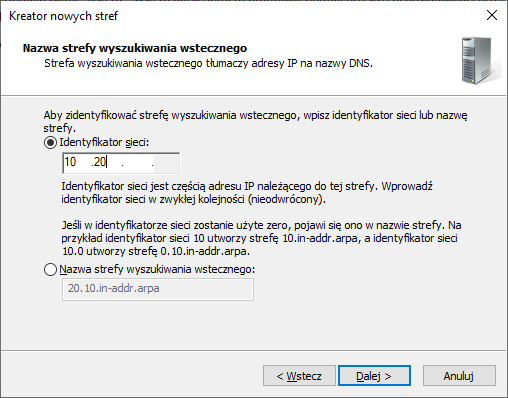 Kreator nowych stref
Nazwa strefy wyszukiwania wstecznego
Strefa wyszukiwania wstecznego tłumaczy adresy IP na nazwy DNS.
Aby zidentyfikować strefę wyszukiwania wstecznego, wpisz identyfikator sieci lub nazwę
strefy.
Identyfikator sieci:
10 .20 . .
Identyfikator sieci jest częścią adresu IP należącego do tej strefy. Wprowadź
identyfikator sieci w zwykłej kolejności (nieodwrócony).
Jeśli w identyfikatorze sieci zostanie użyte zero, pojawi się ono w nazwie strefy. Na
przykład identyfikator sieci 10 utworzy strefę 10.in-addr.arpa, a identyfikator sieci
10.0 utworzy strefę 0.10.in-addr.arpa.
Nazwa strefy wyszukiwania wstecznego:
20.10.in-addr.arpa
< Wstecz Dalej > Anuluj